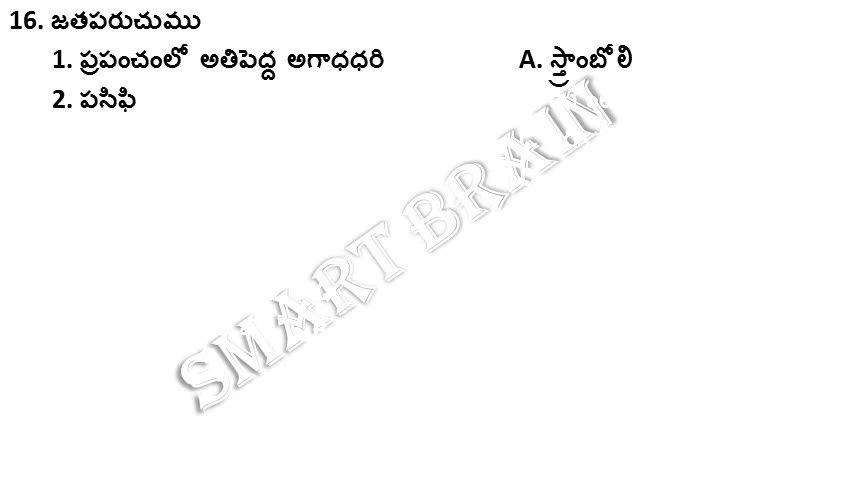 16. జతపరుచుము
1. ప్రపంచంలో అతిపెద్ద అగాధధరి A. స్త్రాంబోలి
2. పసిఫి
SMART BRAIN